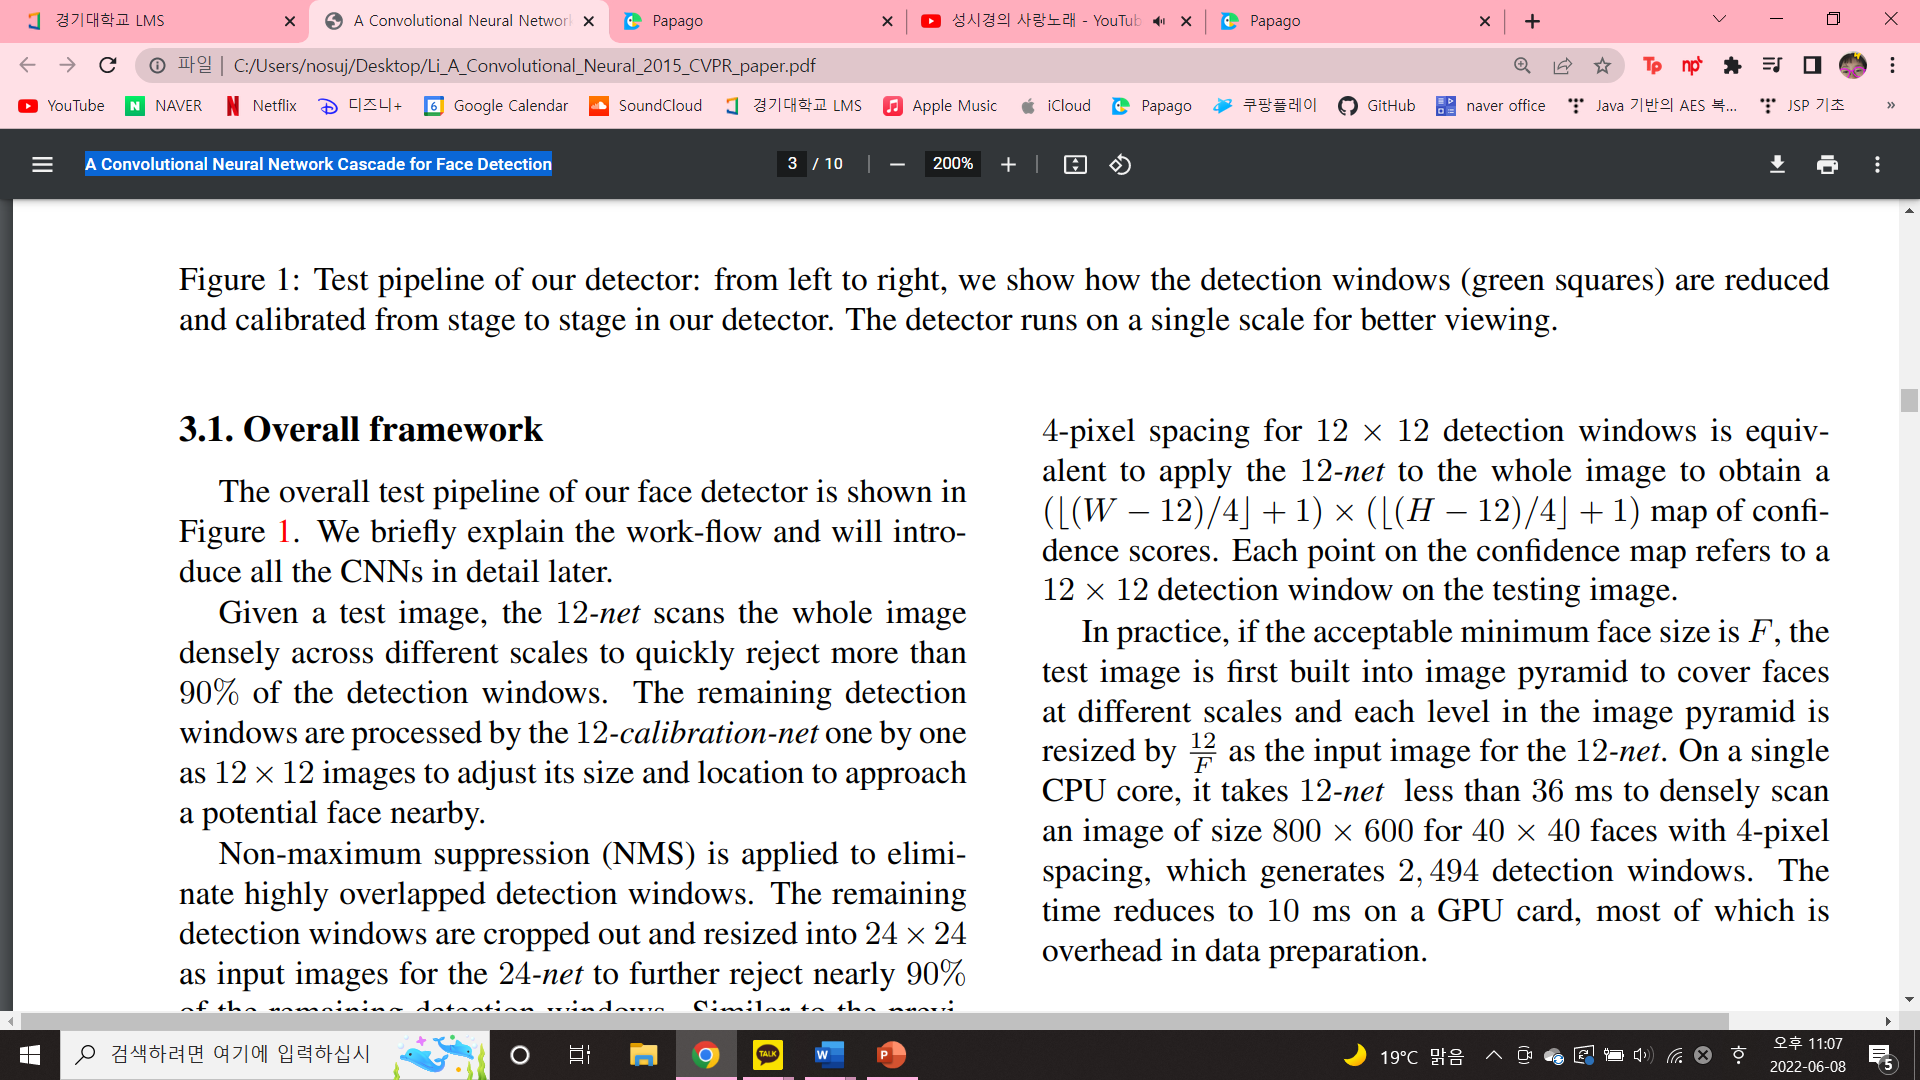 경기대학교 LMS
A Convolutional Neural Network
Papago
성시경의 사랑노래 - YouTub
Papago
파일 | C:/Users/nosuj/Desktop/Li_A_Convolutional_Neural_2015_CVPR_paper.pdf
YouTube NAVER Netflix 디즈니+ Google Calendar SoundCloud 경기대학교 LMS Apple Music iCloud Papago 쿠팡플레이 GitHub naver office Java 기반의 AES 복... JSP 기초 »
A Convolutional Neural Network Cascade for Face Detection
3 / 10
200%
Figure 1: Test pipeline of our detector: from left to right, we show how the detection windows (green squares) are reduced
and calibrated from stage to stage in our detector. The detector runs on a single scale for better viewing.
3.1. Overall framework
The overall test pipeline of our face detector is shown in
Figure 1. We briefly explain the work-flow and will intro-
duce all the CNNs in detail later.
Given a test image, the 12-net scans the whole image
densely across different scales to quickly reject more than
90% of the detection windows. The remaining detection
windows are processed by the 12-calibration-net one by one
as 12 × 12 images to adjust its size and location to approach
a potential face nearby.
Non-maximum suppression (NMS) is applied to elimi-
nate highly overlapped detection windows. The remaining
detection windows are cropped out and resized into 24 × 24
as input images for the 24-net to further reject nearly 90%
of the remaining detection windows. Similar to the previ-
4-pixel spacing for 12 × 12 detection windows is equiv-
alent to apply the 12-net to the whole image to obtain a
(⌊(W − 12)/4⌋ + 1) × (⌊(H − 12)/4⌋ + 1) map of confi-
dence scores. Each point on the confidence map refers to a
12 × 12 detection window on the testing image.
In practice, if the acceptable minimum face size is F, the
test image is first built into image pyramid to cover faces
at different scales and each level in the image pyramid is
resized by 12/F as the input image for the 12-net. On a single
CPU core, it takes 12-net less than 36 ms to densely scan
an image of size 800 × 600 for 40 × 40 faces with 4-pixel
spacing, which generates 2,494 detection windows. The
time reduces to 10 ms on a GPU card, most of which is
overhead in data preparation.
검색하려면 여기에 입력하십시
TALK
19°C 맑음
오후 11:07
2022-06-08
5